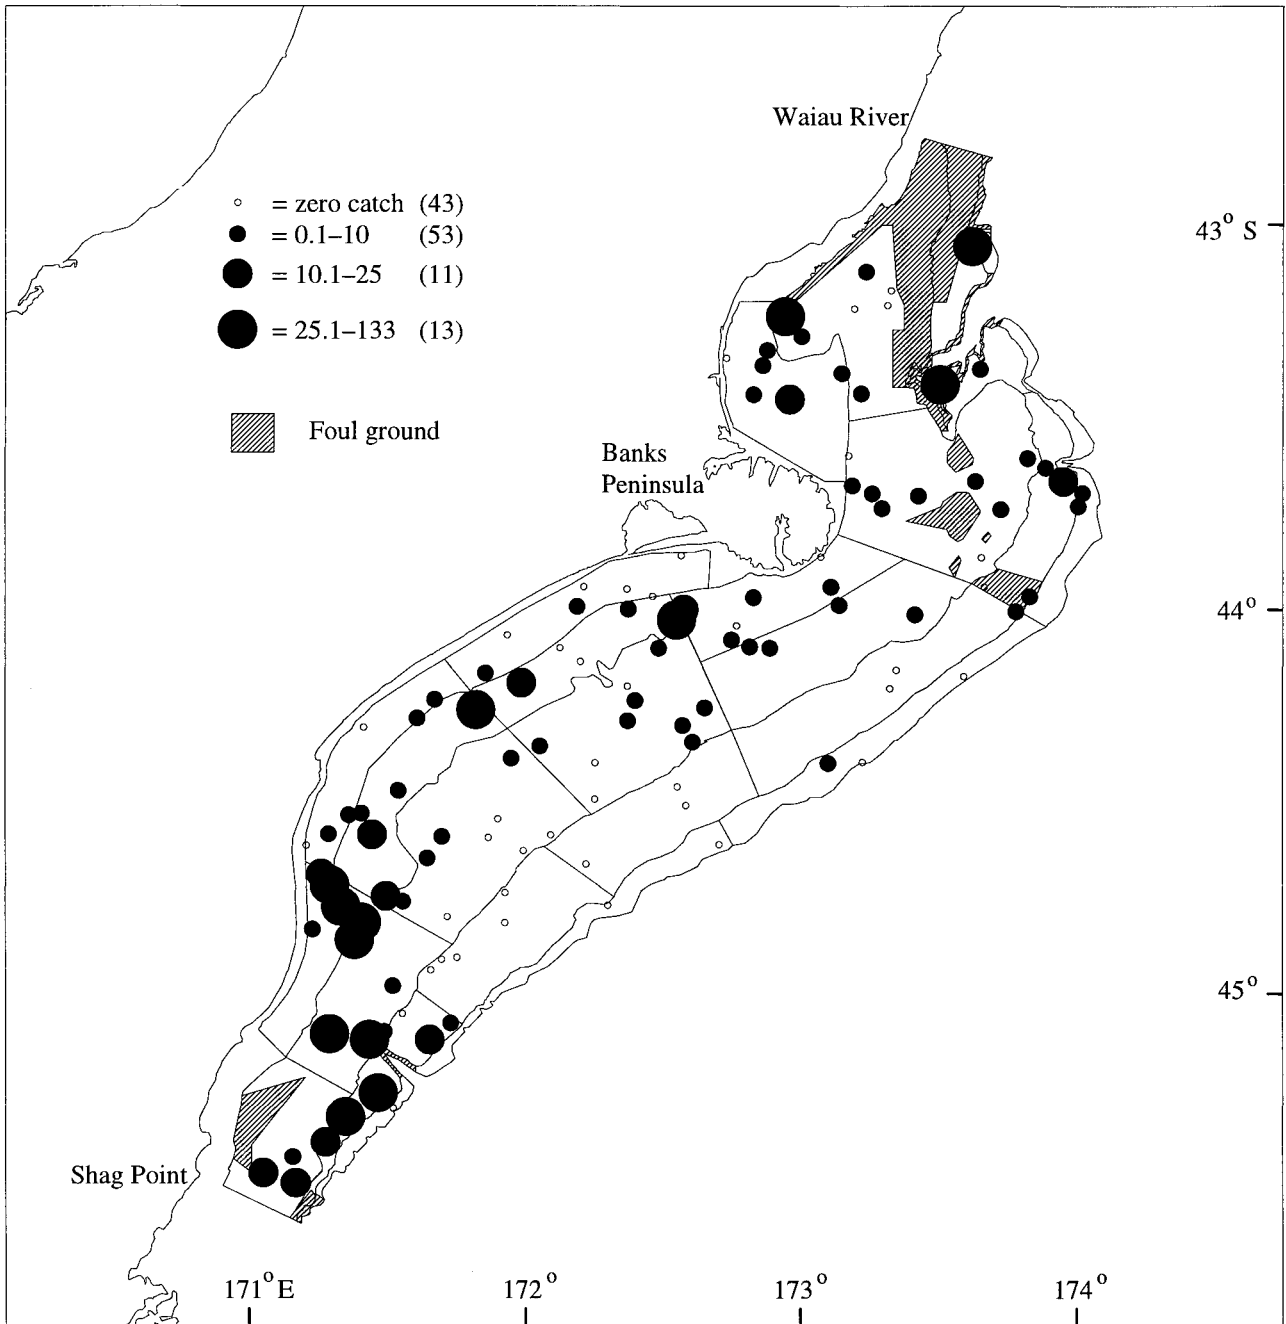 Waiau River
= zero catch (43)
= 0.1–10 (53)
= 10.1–25 (11)
= 25.1–133 (13)
43° S
Foul ground
Banks
Peninsula
44°
45°
Shag Point
171° E
172°
173°
174°